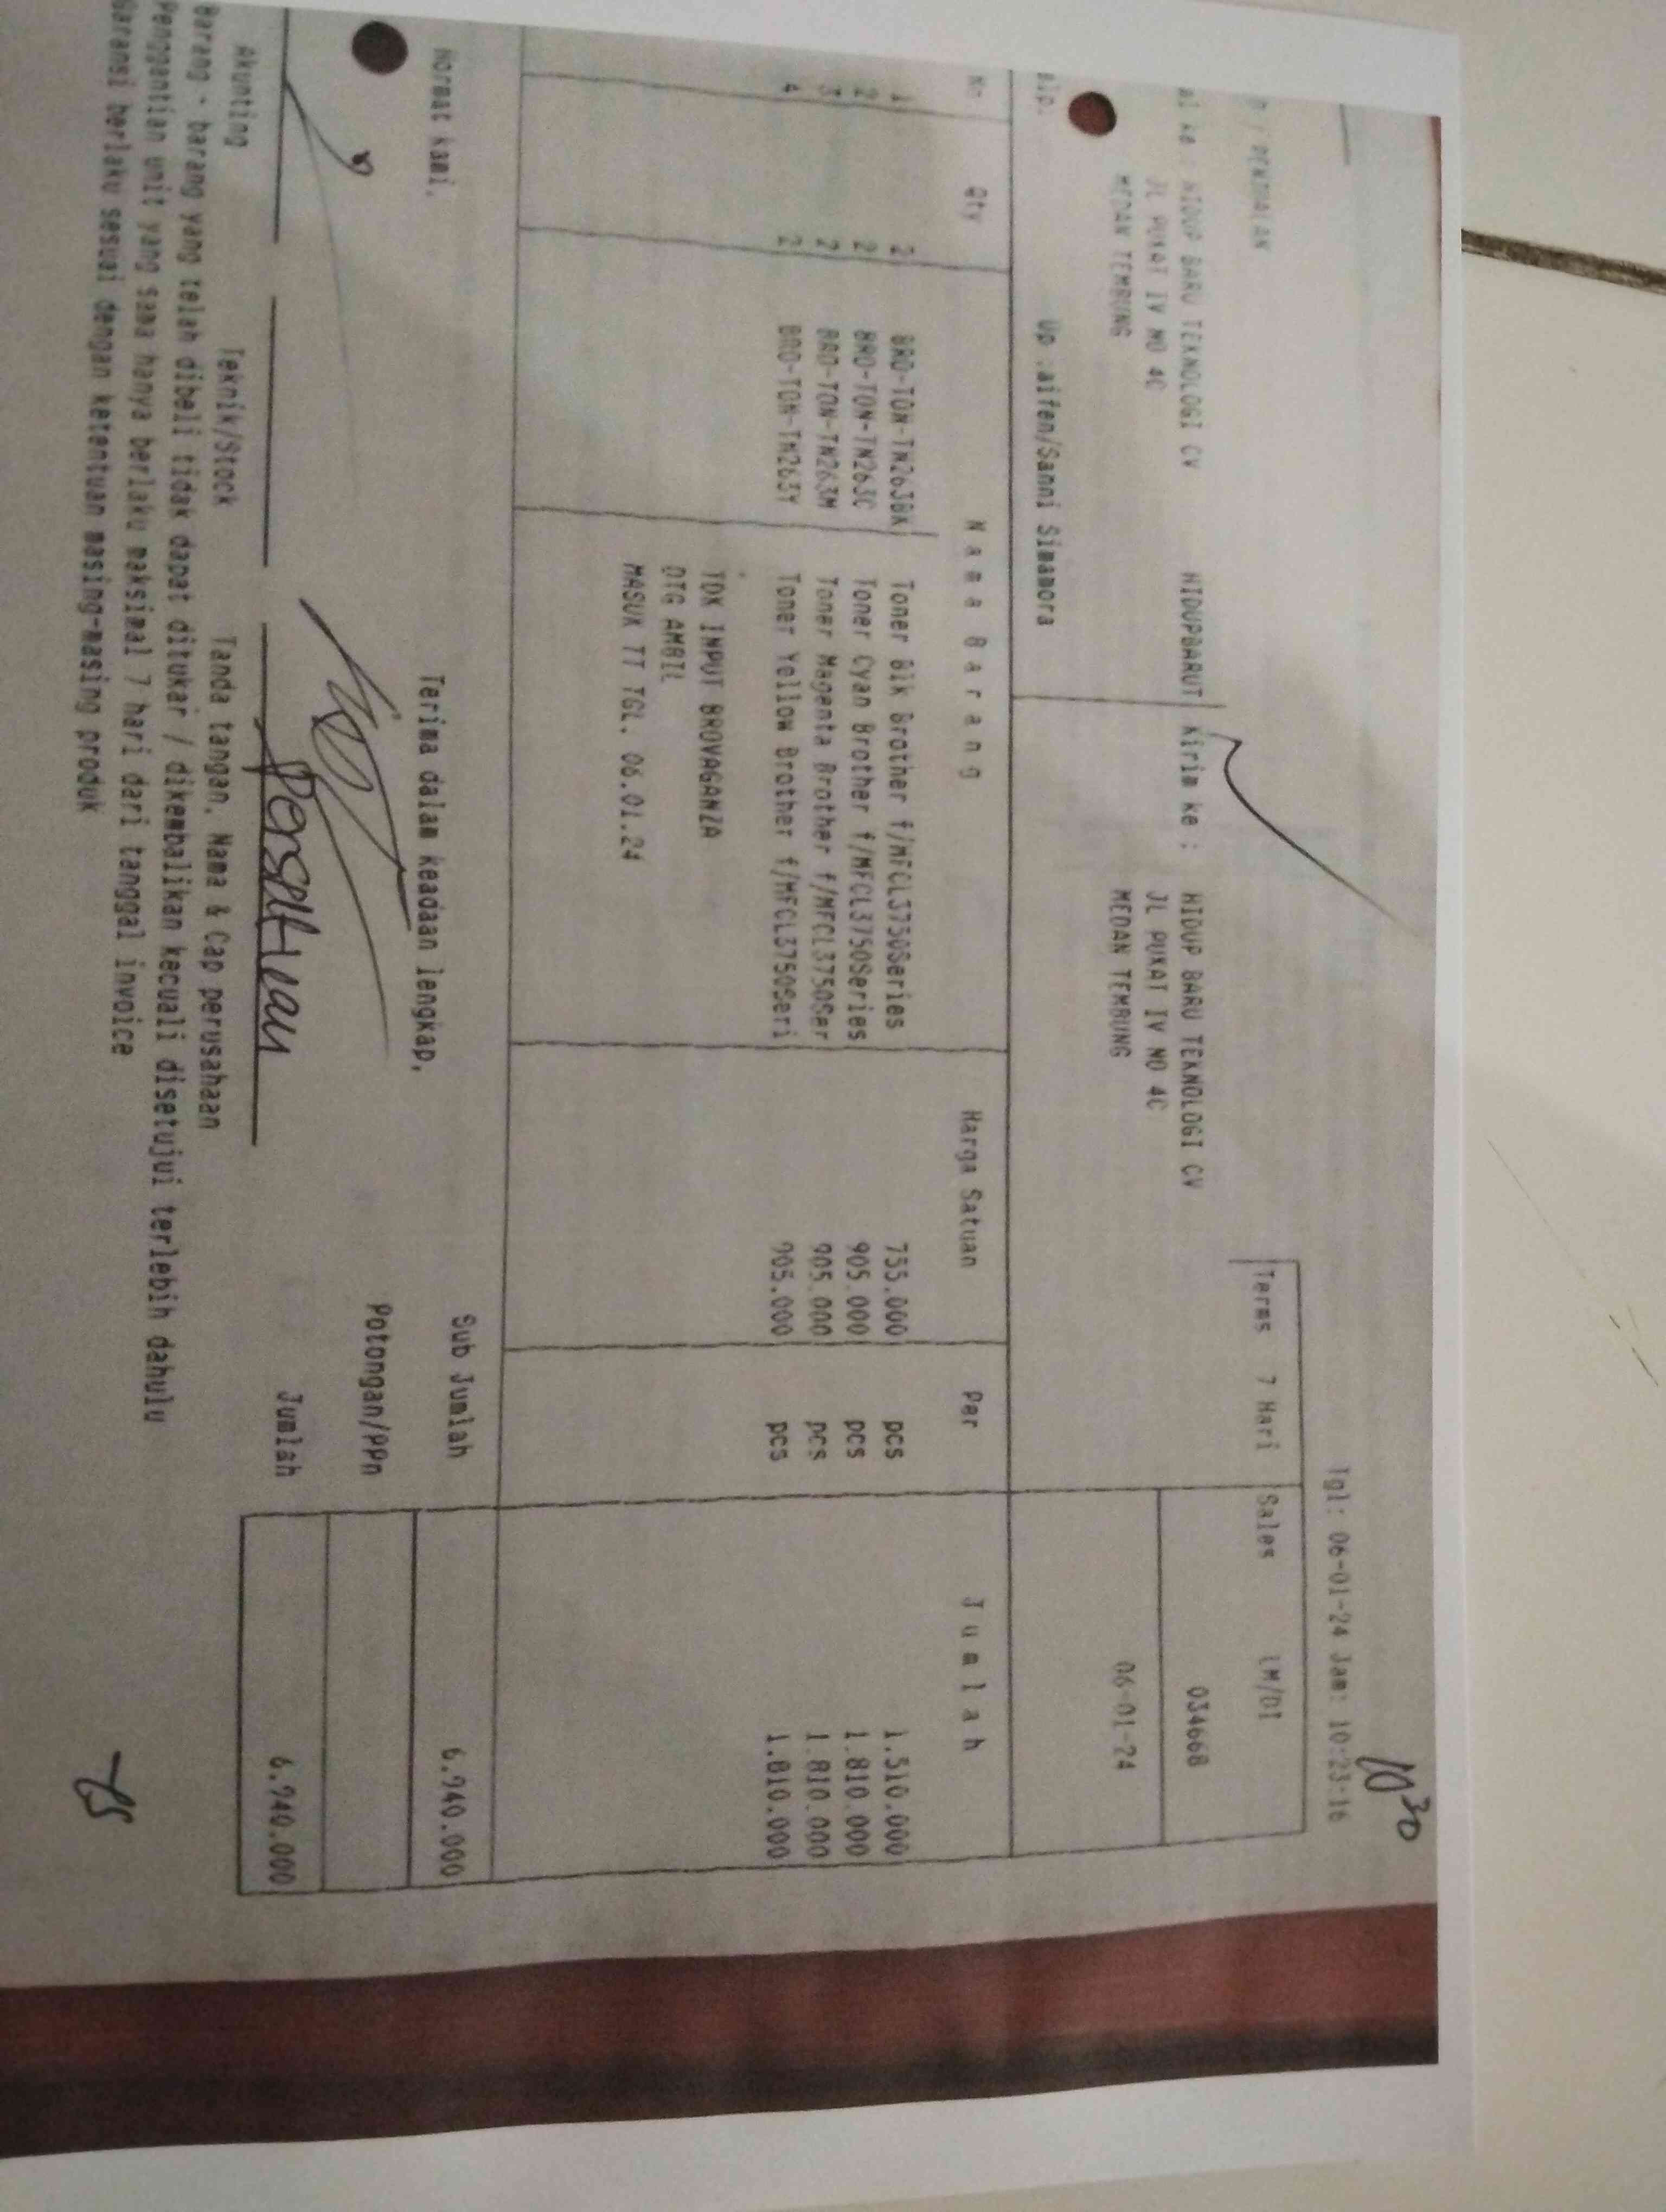 10 30
Tgl: 06-01-24 Jam: 10:23:16
Terms 7 Hari Sales LM/DI
HIDUP BARU TEKNOLOGI CV HIDUPBARUT Kirim ke : HIDUP BARU TEKNOLOGI CV 034668
JL PUKAT IV NO 4C JL PUKAT IV NO 4C
MEDAN TEMBUNG MEDAN TEMBUNG 06-01-24
Up :aifen/Sanni Simamora
No Qty Nama Barang Harga Satuan Per Jumlah
1 2 BRO-TON-TN263BK Toner Blk Brother f/MFCL3750Series 755.000 pcs 1.510.000
2 2 BRO-TON-TN263C Toner Cyan Brother f/MFCL3750Series 905.000 pcs 1.810.000
3 2 BRO-TON-TN263M Toner Magenta Brother f/MFCL3750Ser 905.000 pcs 1.810.000
4 2 BRO-TON-TN263Y Toner Yellow Brother f/MFCL3750Seri 905.000 pcs 1.810.000
TDK INPUT BROVAGANZA
DTG AMBIL
MASUK TT TGL. 06.01.24
Sub Jumlah 6.940.000
Hormat kami, Terima dalam keadaan lengkap,
Potongan/PPn
Jumlah 6.940.000
Akunting Teknik/Stock Tanda tangan, Nama & Cap perusahaan
Barang - barang yang telah dibeli tidak dapat ditukar / dikembalikan kecuali disetujui terlebih dahulu
Penggantian unit yang sama hanya berlaku maksimal 7 hari dari tanggal invoice
Garansi berlaku sesuai dengan ketentuan masing-masing produk